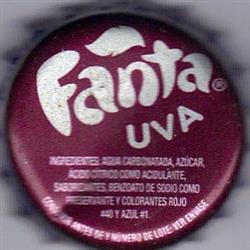 Fanta®
UVA
INGREDIENTES: AGUA CARBONATADA, AZÚCAR,
ÁCIDO CÍTRICO COMO ACIDULANTE,
SABORIZANTES, BENZOATO DE SODIO COMO
PRESERVANTE Y COLORANTES ROJO
#40 Y AZUL #1.
ANTES DE Y NÚMERO DE LOTE: VER ENVASE